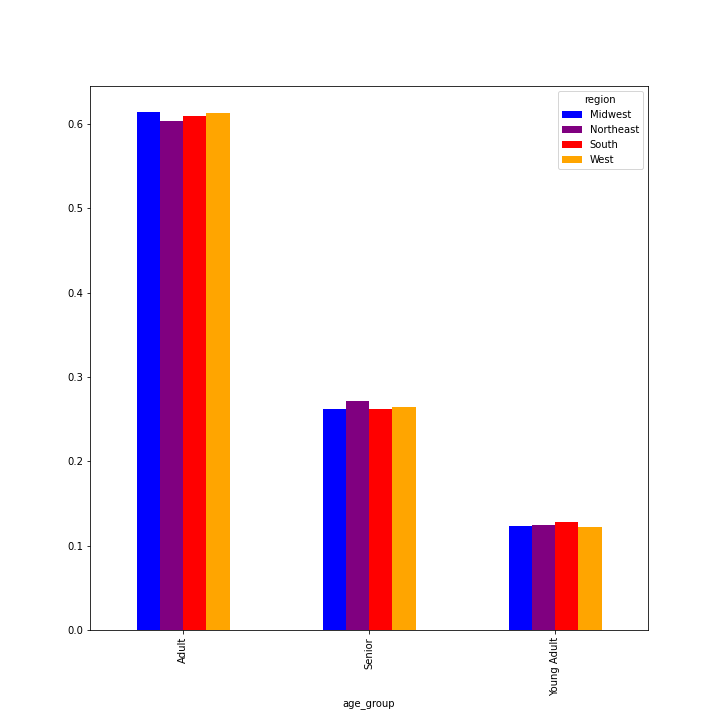 region
Midwest
Northeast
South
West
0.6
0.5
0.4
0.3
0.2
0.1
0.0
Adult
Senior
Young Adult
age_group